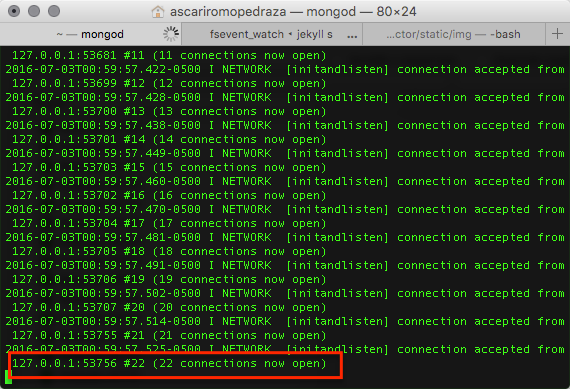 ascariromopedraza — mongod — 80×24
~ — mongod
fsevent_watch • jekyll s
...ctor/static/img — -bash
127.0.0.1:53681 #11 (11 connections now open)
2016-07-03T00:59:57.422-0500 I NETWORK  [initandlisten] connection accepted from
127.0.0.1:53699 #12 (12 connections now open)
2016-07-03T00:59:57.428-0500 I NETWORK  [initandlisten] connection accepted from
127.0.0.1:53700 #13 (13 connections now open)
2016-07-03T00:59:57.438-0500 I NETWORK  [initandlisten] connection accepted from
127.0.0.1:53701 #14 (14 connections now open)
2016-07-03T00:59:57.449-0500 I NETWORK  [initandlisten] connection accepted from
127.0.0.1:53703 #15 (15 connections now open)
2016-07-03T00:59:57.460-0500 I NETWORK  [initandlisten] connection accepted from
127.0.0.1:53702 #16 (16 connections now open)
2016-07-03T00:59:57.470-0500 I NETWORK  [initandlisten] connection accepted from
127.0.0.1:53704 #17 (17 connections now open)
2016-07-03T00:59:57.481-0500 I NETWORK  [initandlisten] connection accepted from
127.0.0.1:53705 #18 (18 connections now open)
2016-07-03T00:59:57.491-0500 I NETWORK  [initandlisten] connection accepted from
127.0.0.1:53706 #19 (19 connections now open)
2016-07-03T00:59:57.502-0500 I NETWORK  [initandlisten] connection accepted from
127.0.0.1:53707 #20 (20 connections now open)
2016-07-03T00:59:57.514-0500 I NETWORK  [initandlisten] connection accepted from
127.0.0.1:53755 #21 (21 connections now open)
2016-07-03T00:59:57.525-0500 I NETWORK  [initandlisten] connection accepted from
127.0.0.1:53756 #22 (22 connections now open)